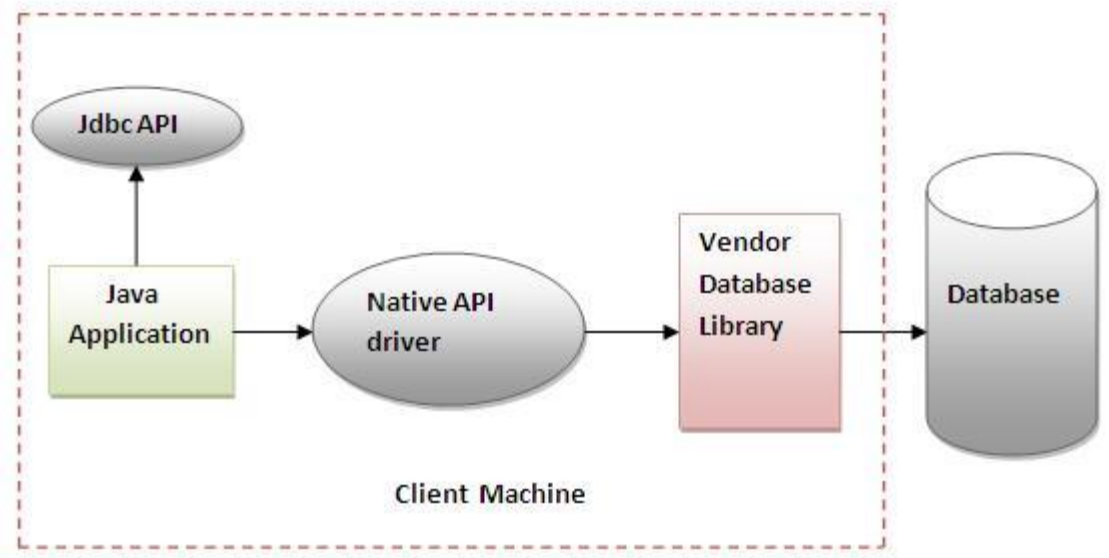 Jdbc API
Java
Application
Native API
driver
Vendor
Database
Library
Database
Client Machine